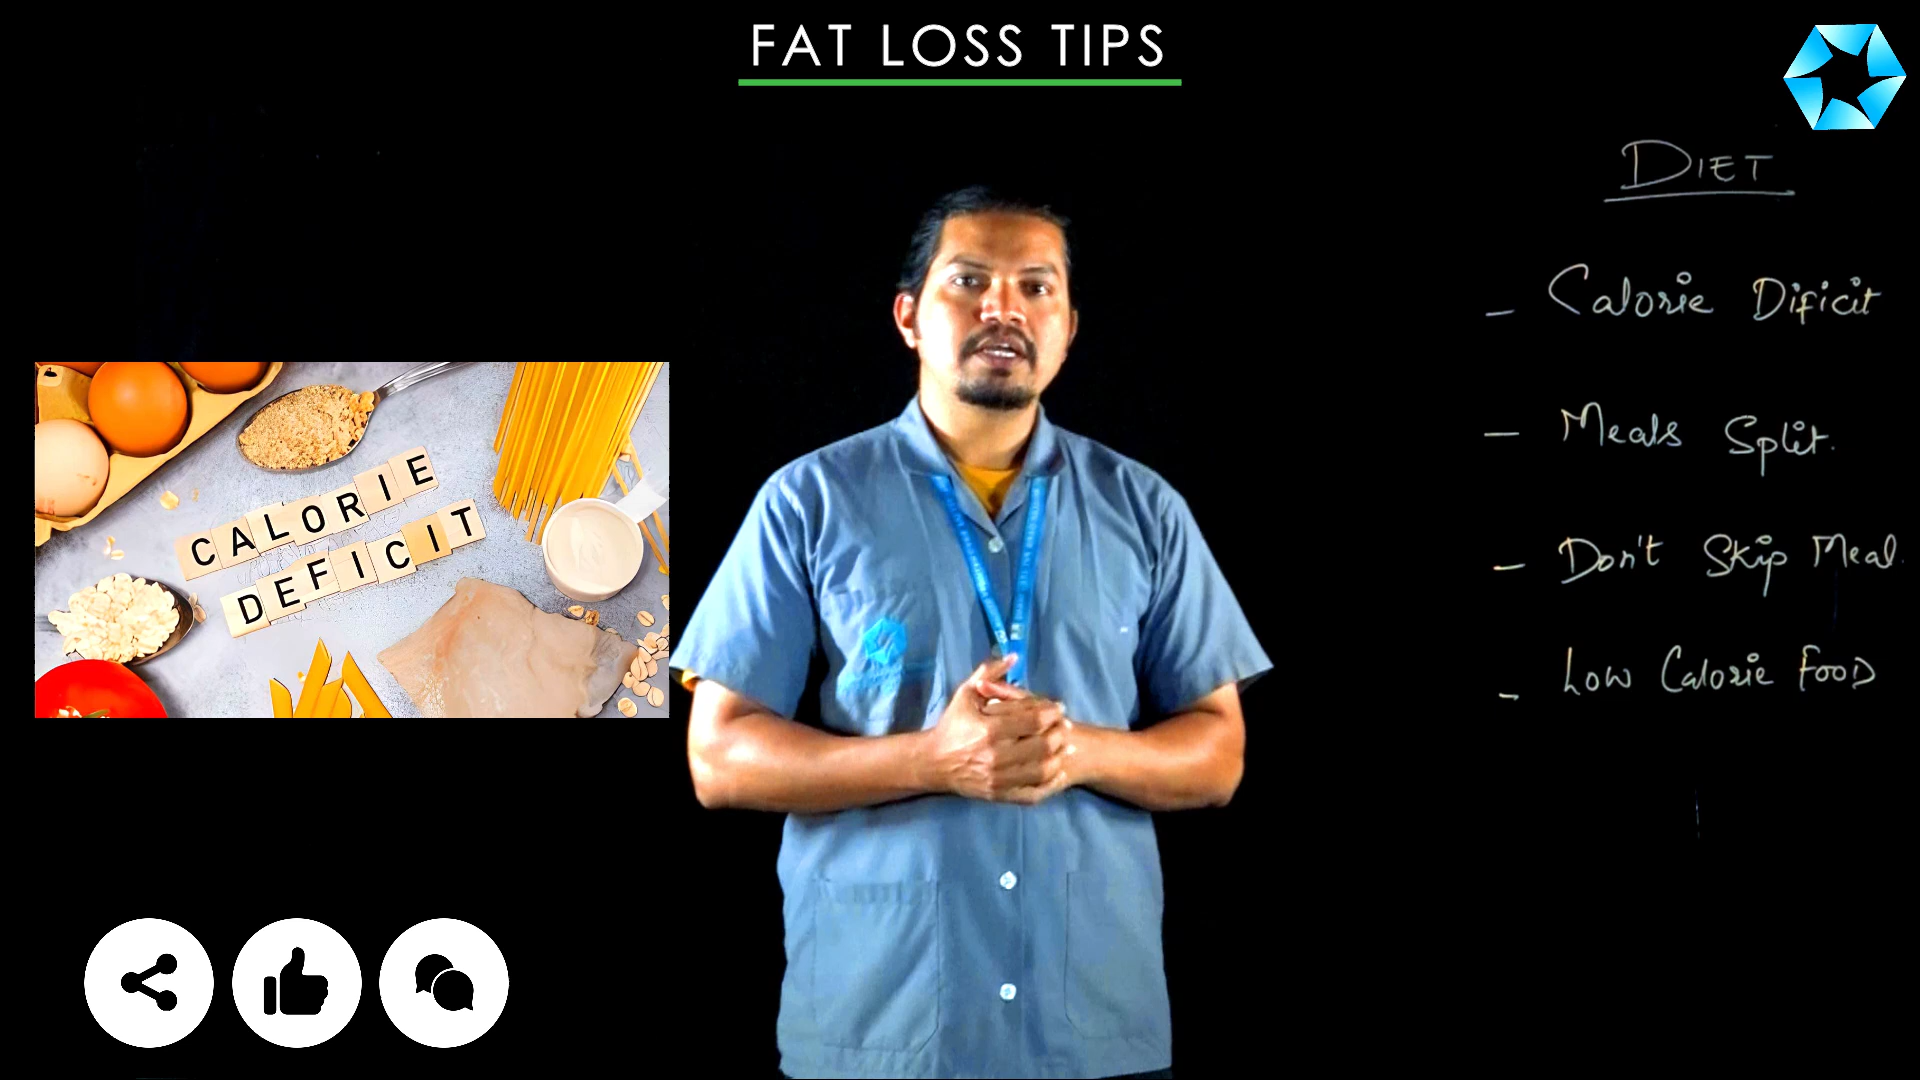 FAT LOSS TIPS
DIET
- Calorie Dificit
- Meals Split.
- Don't Skip Meal.
- Low Calorie Food
CALORIE
DEFICIT